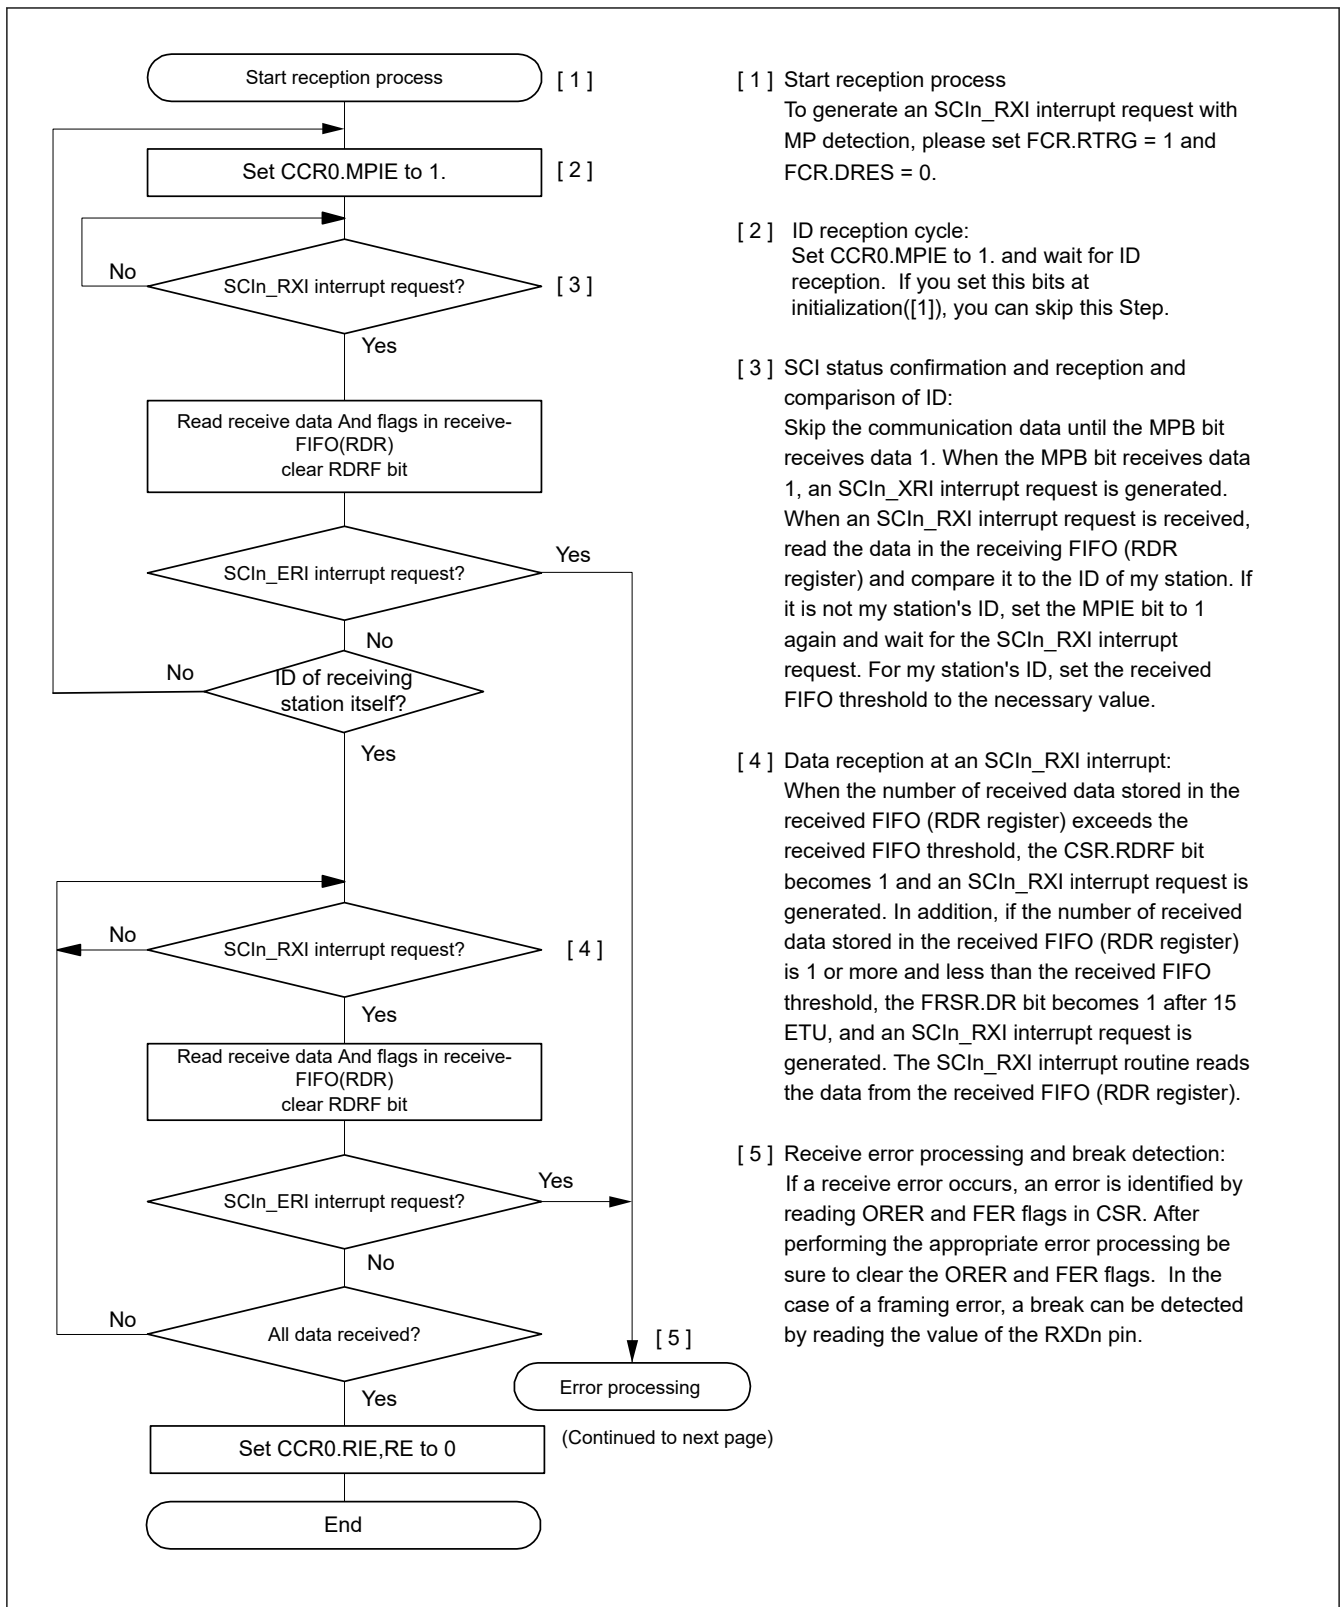 Start reception process
[ 1 ]
Set CCR0.MPIE to 1.
[ 2 ]
No
SCIn_RXI interrupt request?
[ 3 ]
Yes
Read receive data And flags in receive-
FIFO(RDR)
clear RDRF bit
SCIn_ERI interrupt request?
Yes
No
No
ID of receiving
station itself?
Yes
No
SCIn_RXI interrupt request?
[ 4 ]
Yes
Read receive data And flags in receive-
FIFO(RDR)
clear RDRF bit
SCIn_ERI interrupt request?
Yes
No
No
All data received?
[ 5 ]
Error processing
Yes
(Continued to next page)
Set CCR0.RIE,RE to 0
End
[ 1 ] Start reception process
To generate an SCIn_RXI interrupt request with
MP detection, please set FCR.RTRG = 1 and
FCR.DRES = 0.
[ 2 ] ID reception cycle:
Set CCR0.MPIE to 1. and wait for ID
reception. If you set this bits at
initialization([1]), you can skip this Step.
[ 3 ] SCI status confirmation and reception and
comparison of ID:
Skip the communication data until the MPB bit
receives data 1. When the MPB bit receives data
1, an SCIn_XRI interrupt request is generated.
When an SCIn_RXI interrupt request is received,
read the data in the receiving FIFO (RDR
register) and compare it to the ID of my station. If
it is not my station's ID, set the MPIE bit to 1
again and wait for the SCIn_RXI interrupt
request. For my station's ID, set the received
FIFO threshold to the necessary value.
[ 4 ] Data reception at an SCIn_RXI interrupt:
When the number of received data stored in the
received FIFO (RDR register) exceeds the
received FIFO threshold, the CSR.RDRF bit
becomes 1 and an SCIn_RXI interrupt request is
generated. In addition, if the number of received
data stored in the received FIFO (RDR register)
is 1 or more and less than the received FIFO
threshold, the FRSR.DR bit becomes 1 after 15
ETU, and an SCIn_RXI interrupt request is
generated. The SCIn_RXI interrupt routine reads
the data from the received FIFO (RDR register).
[ 5 ] Receive error processing and break detection:
If a receive error occurs, an error is identified by
reading ORER and FER flags in CSR. After
performing the appropriate error processing be
sure to clear the ORER and FER flags. In the
case of a framing error, a break can be detected
by reading the value of the RXDn pin.